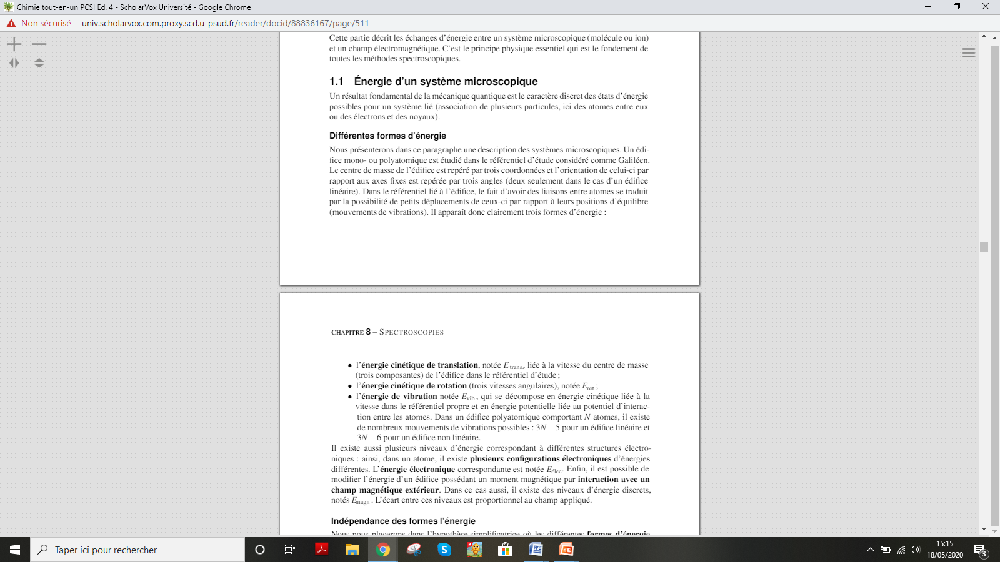 Chimie tout-en-un PCSI Ed. 4 - ScholarVox Université - Google Chrome
Non sécurisé | univ.scholarvox.com.proxy.scd.u-psud.fr/reader/docid/88836167/page/511
Cette partie décrit les échanges d'énergie entre un système microscopique (molécule ou ion)
et un champ électromagnétique. C'est le principe physique essentiel qui est le fondement de
toutes les méthodes spectroscopiques.
1.1 Énergie d'un système microscopique
Un résultat fondamental de la mécanique quantique est le caractère discret des états d'énergie
possibles pour un système lié (association de plusieurs particules, ici des atomes entre eux
ou des électrons et des noyaux).
Différentes formes d'énergie
Nous présenterons dans ce paragraphe une description des systèmes microscopiques. Un édi-
fice mono- ou polyatomique est étudié dans le référentiel d'étude considéré comme Galiléen.
Le centre de masse de l'édifice est repéré par trois coordonnées et l'orientation de celui-ci par
rapport aux axes fixes est repérée par trois angles (deux seulement dans le cas d'un édifice
linéaire). Dans le référentiel lié à l'édifice, le fait d'avoir des liaisons entre atomes se traduit
par la possibilité de petits déplacements de ceux-ci par rapport à leurs positions d'équilibre
(mouvements de vibrations). Il apparaît donc clairement trois formes d'énergie :
CHAPITRE 8 – SPECTROSCOPIES
• l'énergie cinétique de translation, notée E trans, liée à la vitesse du centre de masse
(trois composantes) de l'édifice dans le référentiel d'étude ;
• l'énergie cinétique de rotation (trois vitesses angulaires), notée Erot ;
• l'énergie de vibration notée Evib, qui se décompose en énergie cinétique liée à la
vitesse dans le référentiel propre et en énergie potentielle liée au potentiel d'interac-
tion entre les atomes. Dans un édifice polyatomique comportant N atomes, il existe
de nombreux mouvements de vibrations possibles : 3N – 5 pour un édifice linéaire et
3N – 6 pour un édifice non linéaire.
Il existe aussi plusieurs niveaux d'énergie correspondant à différentes structures électro-
niques : ainsi, dans un atome, il existe plusieurs configurations électroniques d'énergies
différentes. L'énergie électronique correspondante est notée Eélec. Enfin, il est possible de
modifier l'énergie d'un édifice possédant un moment magnétique par interaction avec un
champ magnétique extérieur. Dans ce cas aussi, il existe des niveaux d'énergie discrets,
notés Emagn . L'écart entre ces niveaux est proportionnel au champ appliqué.
Indépendance des formes l'énergie
Nous nous placerons dans l'hypothèse simplificatrice où les différentes formes d'énergie
Taper ici pour rechercher
15:15
18/05/2020
3